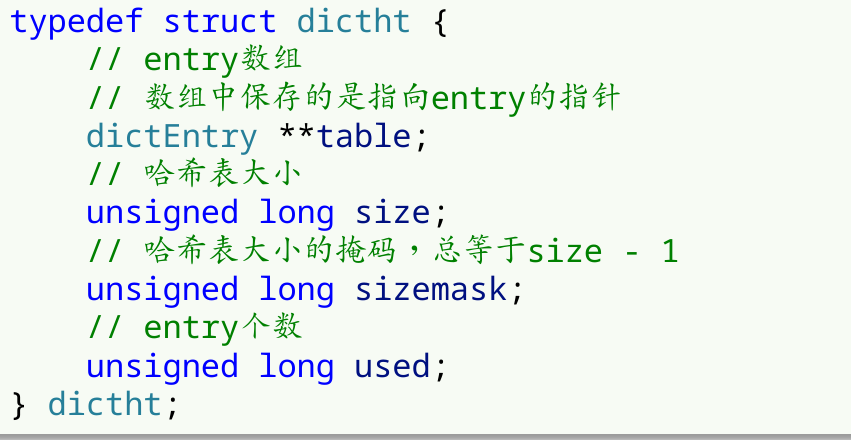 typedef struct dictht {
    // entry数组
    // 数组中保存的是指向entry的指针
    dictEntry **table;
    // 哈希表大小
    unsigned long size;
    // 哈希表大小的掩码，总等于size - 1
    unsigned long sizemask;
    // entry个数
    unsigned long used;
} dictht;